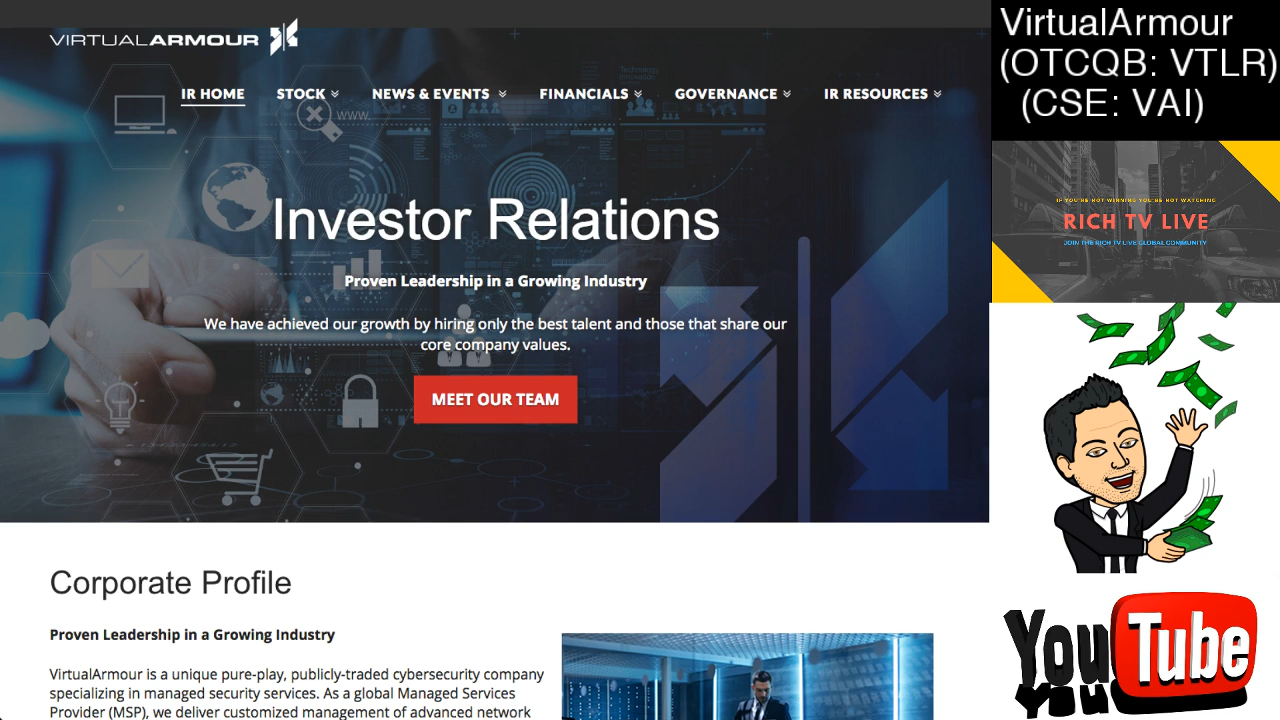 VIRTUALARMOUR
IR HOME STOCK NEWS & EVENTS FINANCIALS GOVERNANCE IR RESOURCES
Technology
Innovation
www.
Investor Relations
Proven Leadership in a Growing Industry
We have achieved our growth by hiring only the best talent and those that share our
core company values.
MEET OUR TEAM
Corporate Profile
Proven Leadership in a Growing Industry
VirtualArmour is a unique pure-play, publicly-traded cybersecurity company
specializing in managed security services. As a global Managed Services
Provider (MSP), we deliver customized management of advanced network
VirtualArmour
(OTCQB: VTLR)
(CSE: VAI)
IF YOU'RE NOT WINNING YOU'RE NOT WATCHING
RICH TV LIVE
JOIN THE RICH TV LIVE GLOBAL COMMUNITY
YouTube